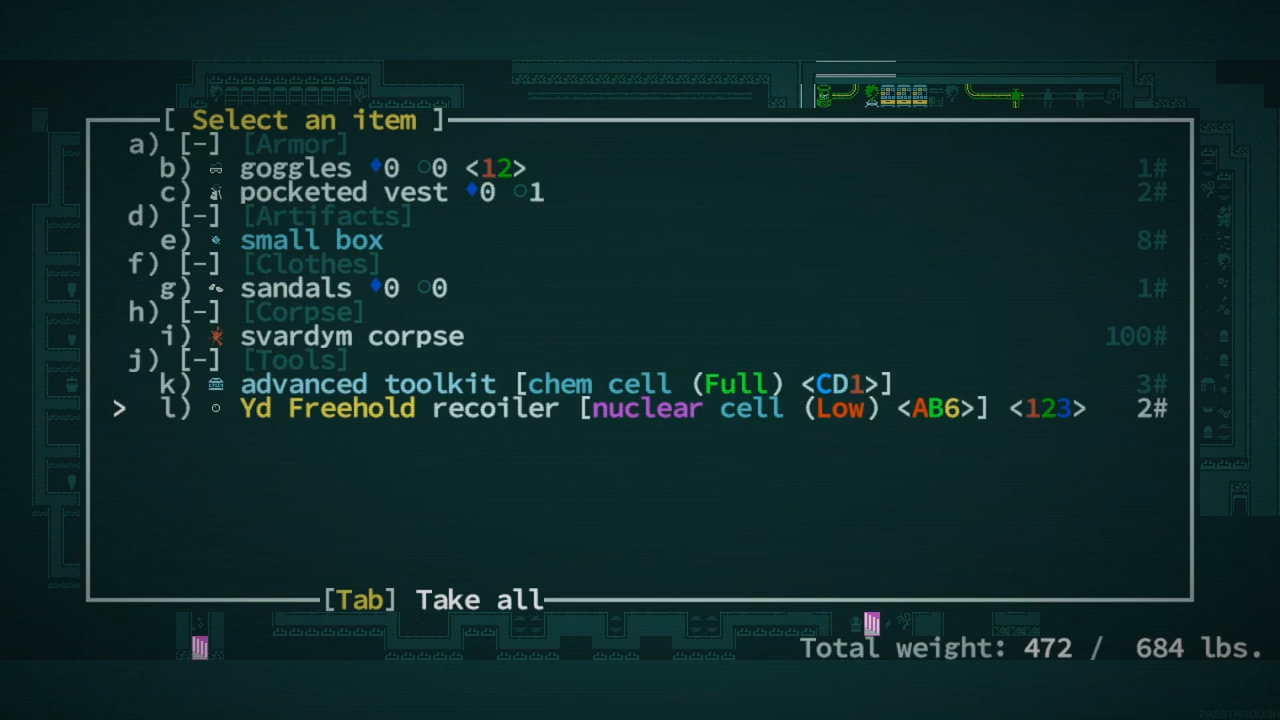 [ Select an item ]
a) [-] [Armor]
b) goggles ♦0 ○0 <12> 1#
c) pocketed vest ♦0 ○1 2#
d) [-] [Artifacts]
e) small box 8#
f) [-] [Clothes]
g) sandals ♦0 ○0 1#
h) [-] [Corpse]
i) svardym corpse 100#
j) [-] [Tools]
k) advanced toolkit [chem cell (Full) <CD1>] 3#
> l) Yd Freehold recoiler [nuclear cell (Low) <AB6>] <123> 2#
[Tab] Take all
Total weight: 472 / 684 lbs.